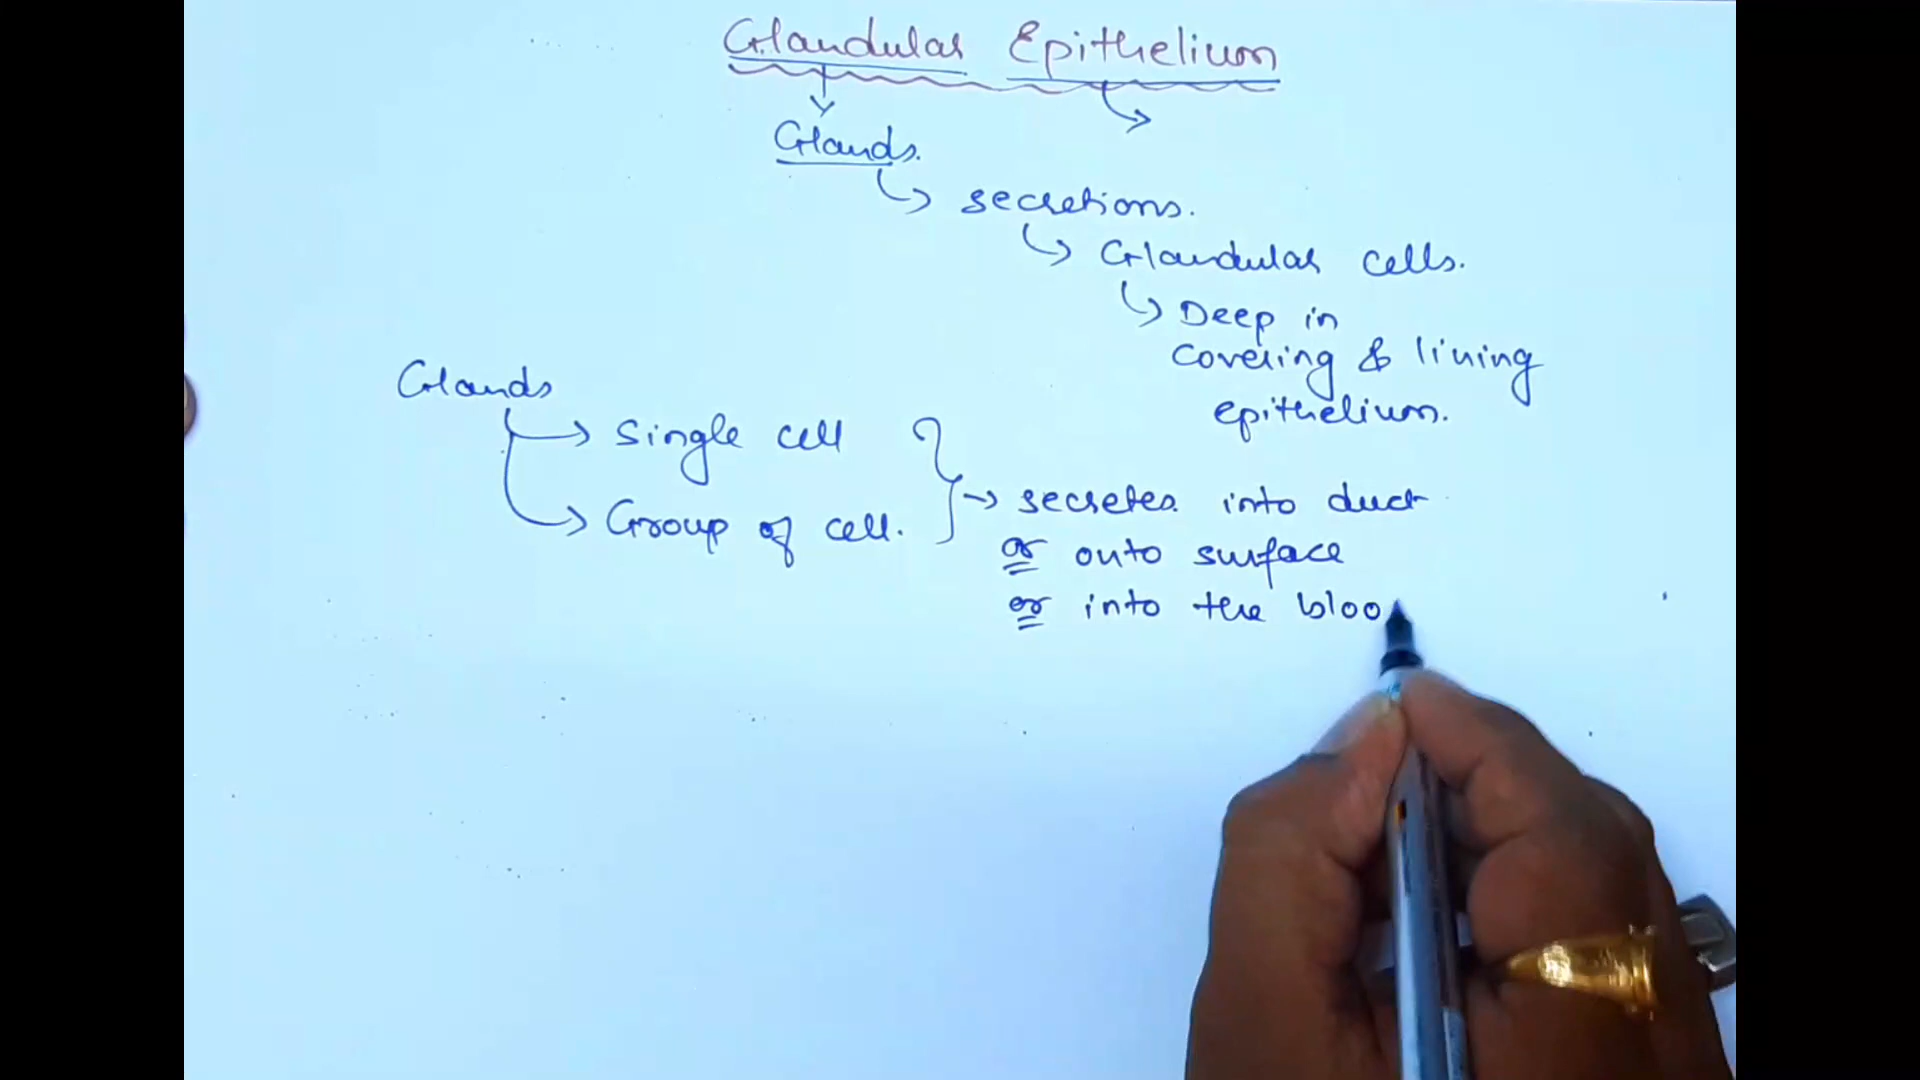 Glandular Epithelium
Glands.
secretions.
Glandular cells.
Deep in
covering & lining
epithelium.
Glands
Single cell
Group of cell.
secretes into duct
or onto surface
or into the bloo